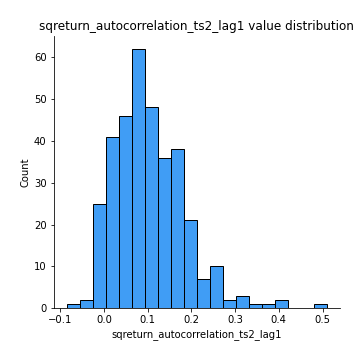 sqreturn_autocorrelation_ts2_lag1 value distribution
60
50
40
30
20
10
0
Count
−0.1 0.0 0.1 0.2 0.3 0.4 0.5
sqreturn_autocorrelation_ts2_lag1